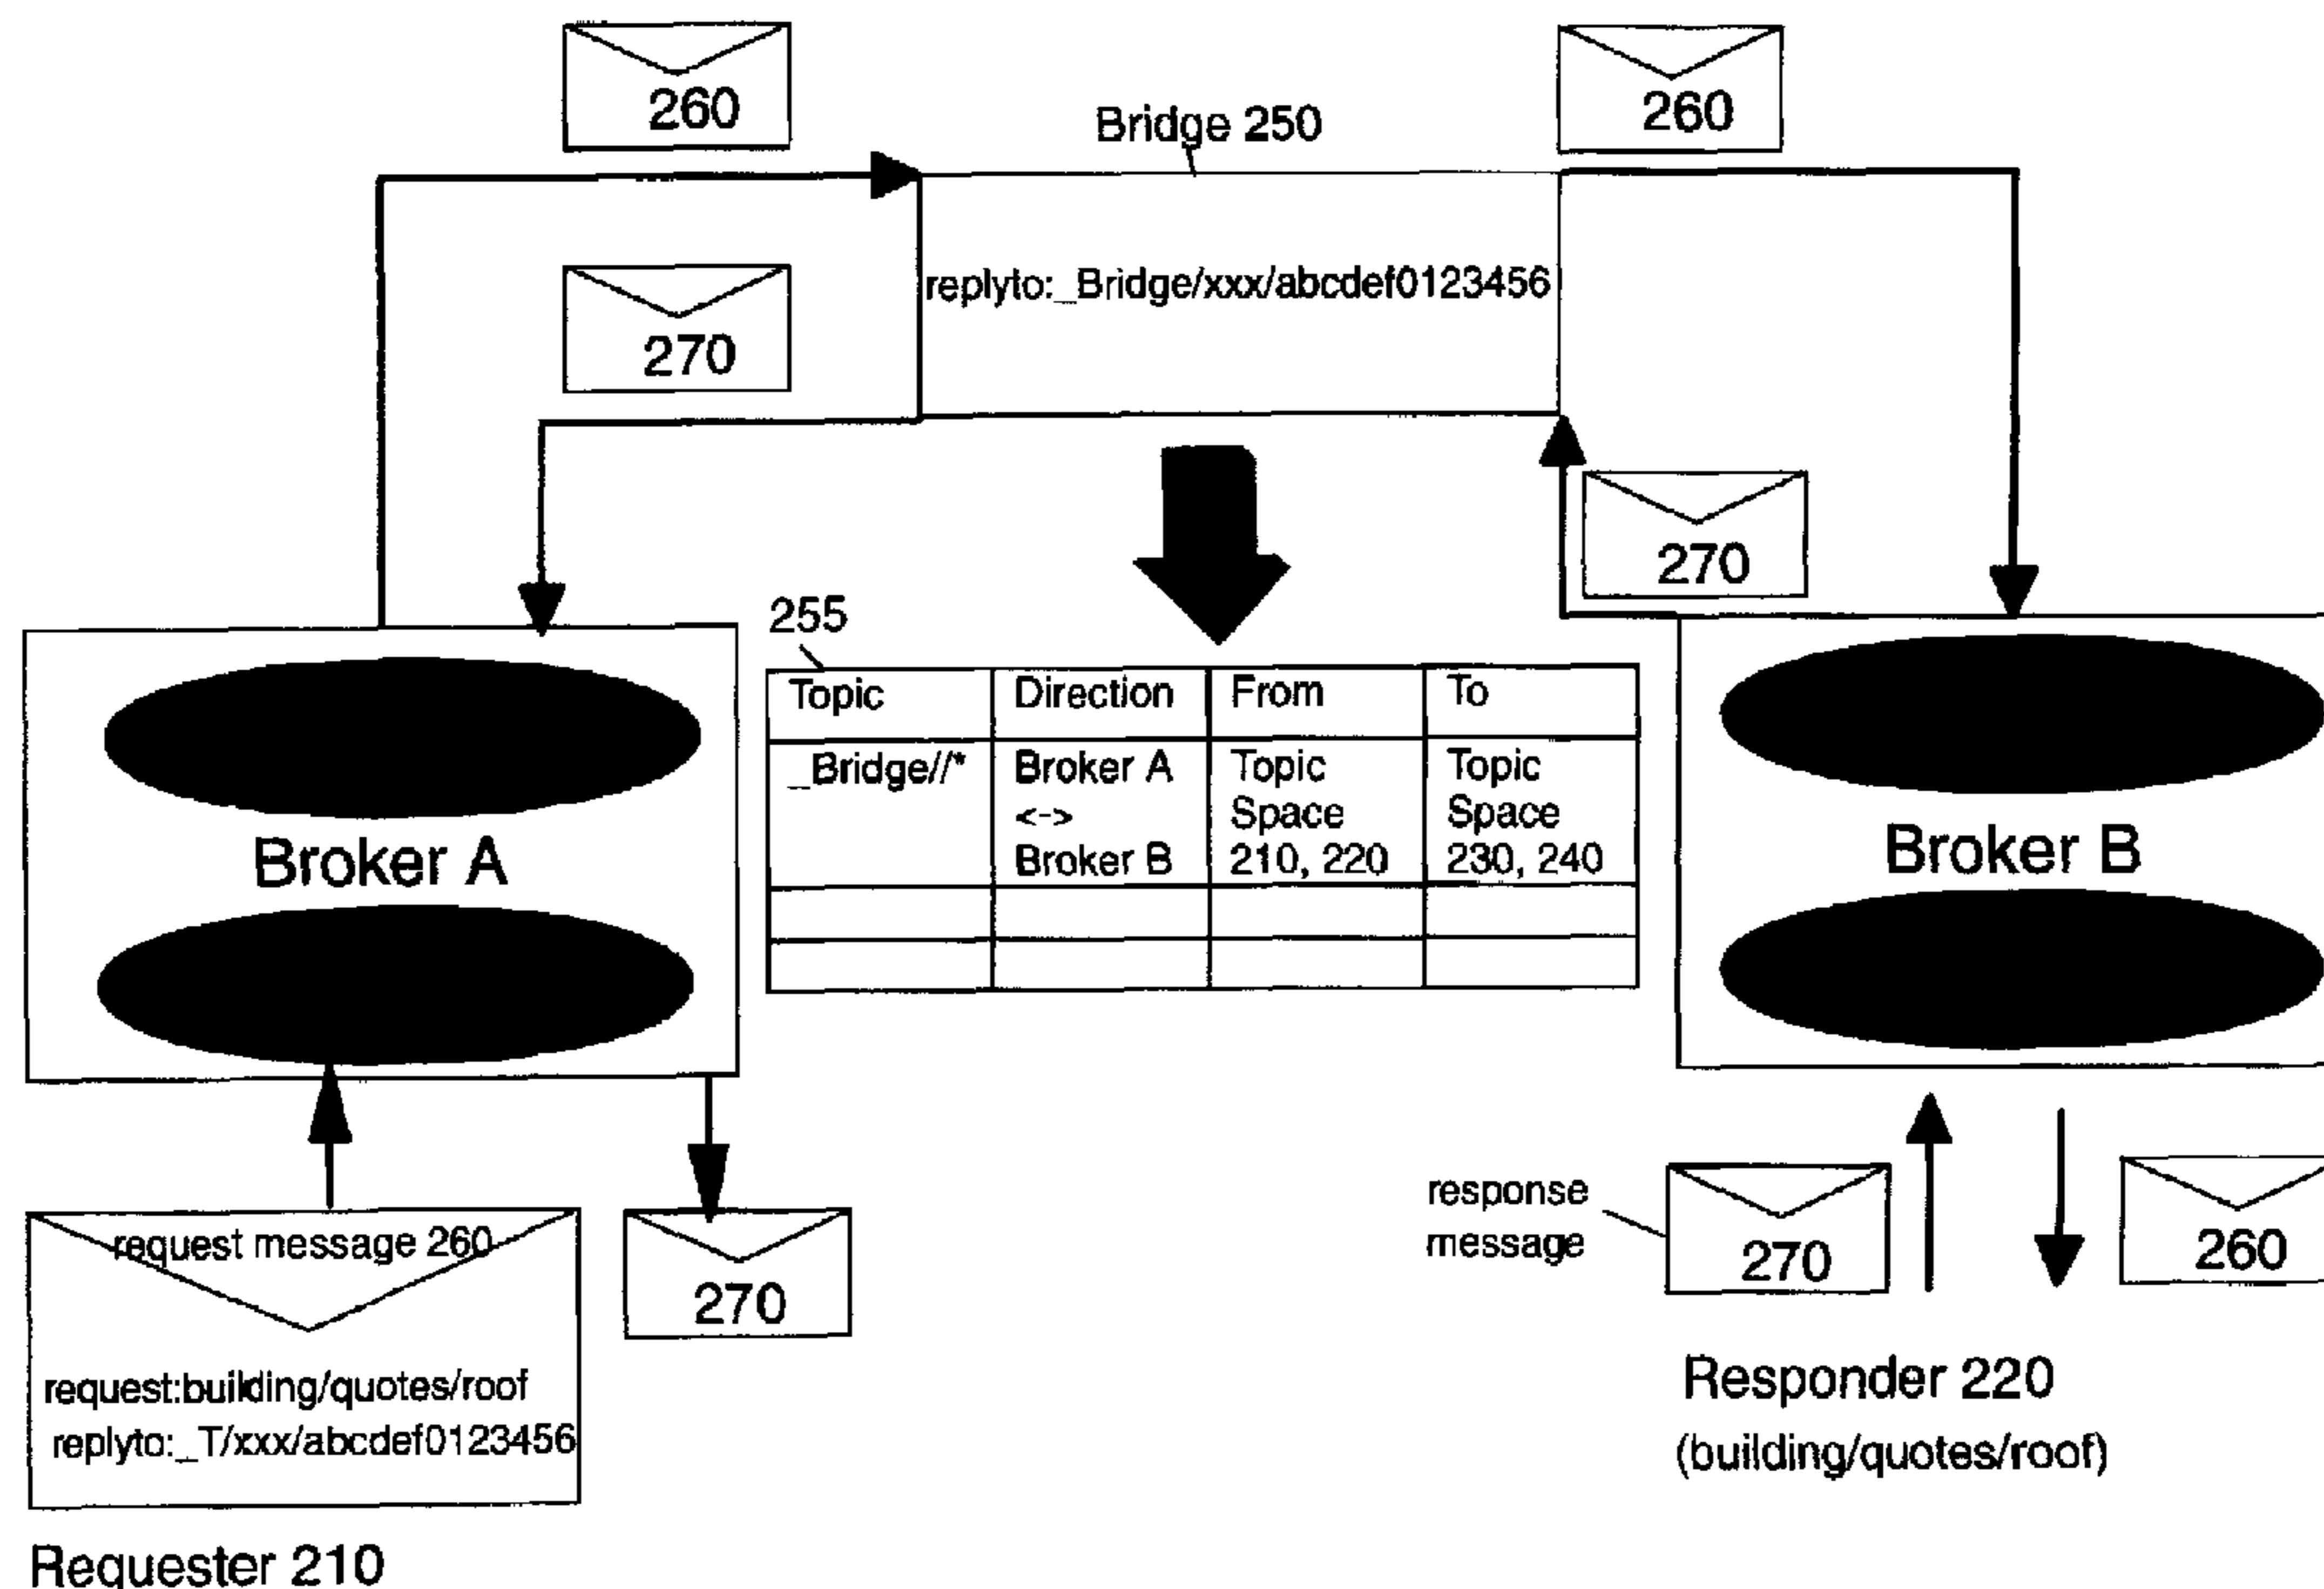 260
Bridge 250
260
replyto:_Bridge/xxx/abcdef0123456
270
270
255
Topic Direction From To
_Bridge//* Broker A Topic Topic
<-> Space Space
Broker B 210, 220 230, 240
Broker A
Broker B
request message 260
request:building/quotes/roof
replyto:_T/xxx/abcdef0123456
270
Requester 210
response
message
270
260
Responder 220
(building/quotes/roof)